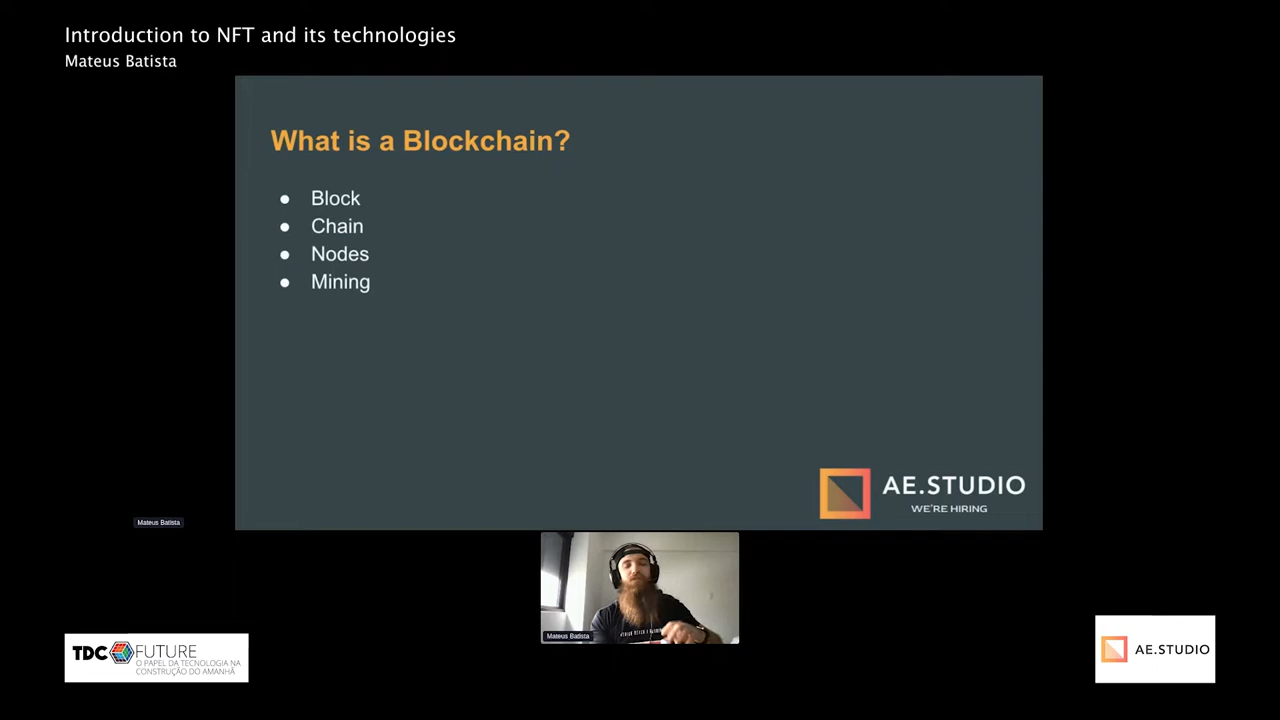 Introduction to NFT and its technologies
Mateus Batista
What is a Blockchain?
● Block
● Chain
● Nodes
● Mining
AE.STUDIO
WE'RE HIRING
Mateus Batista
Mateus Batista
TDC FUTURE
O PAPEL DA TECNOLOGIA NA
CONSTRUÇÃO DO AMANHÃ
AE.STUDIO